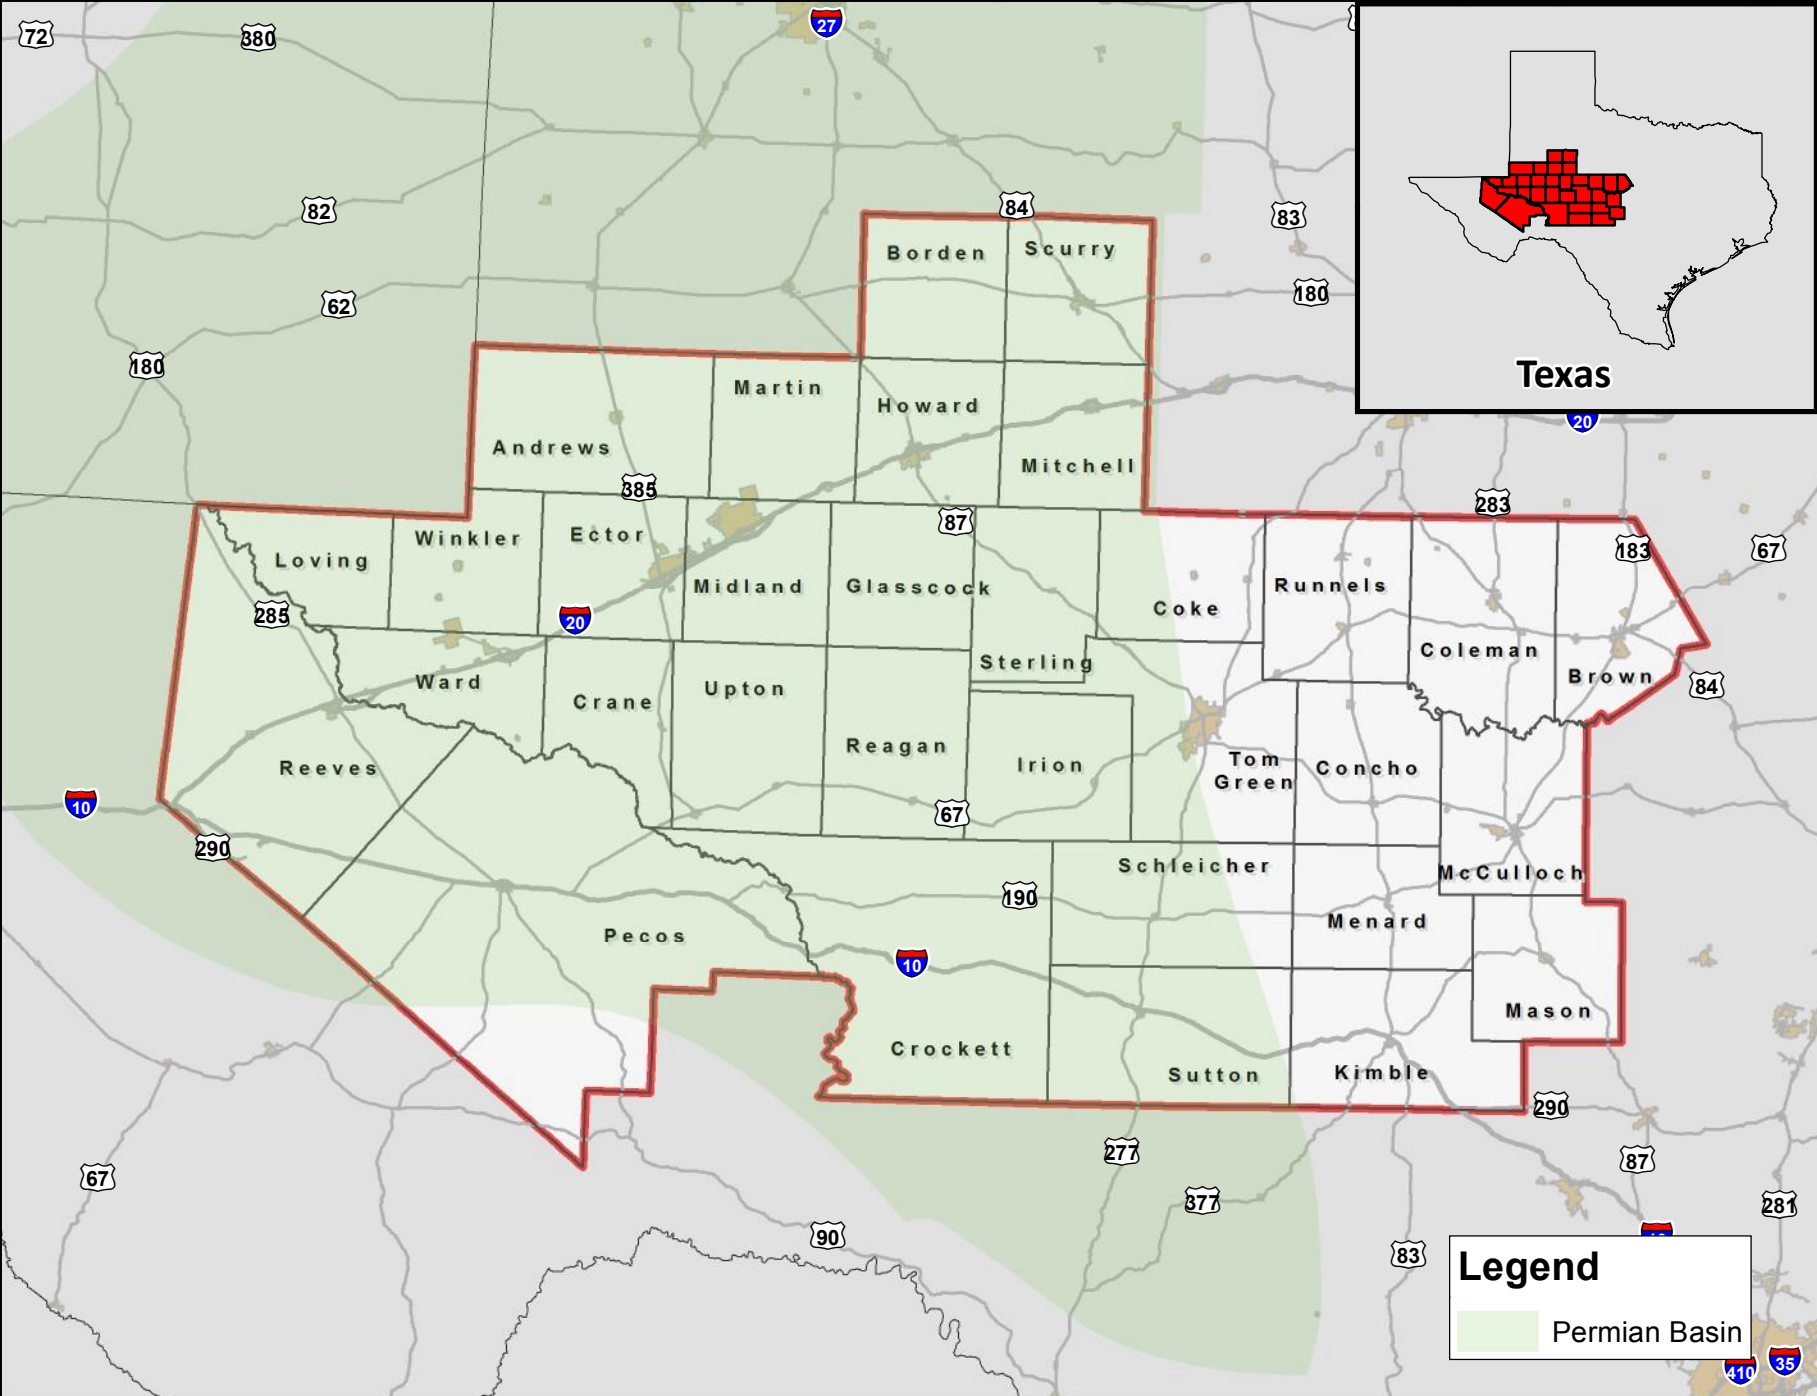 72
380
27
82
84
83
62
180
180
Borden
Scurry
Martin
Howard
Andrews
Mitchell
385
87
20
283
183
67
Winkler
Ector
Loving
Midland
Glasscock
Coke
Runnels
285
20
Coleman
Sterling
Brown
84
Ward
Crane
Upton
Reagan
Irion
Reeves
Tom
Green
Concho
10
67
290
Schleicher
McCulloch
190
Menard
Pecos
10
Mason
Crockett
Sutton
Kimble
290
277
87
67
377
281
90
83
Texas
Legend
Permian Basin
410
35